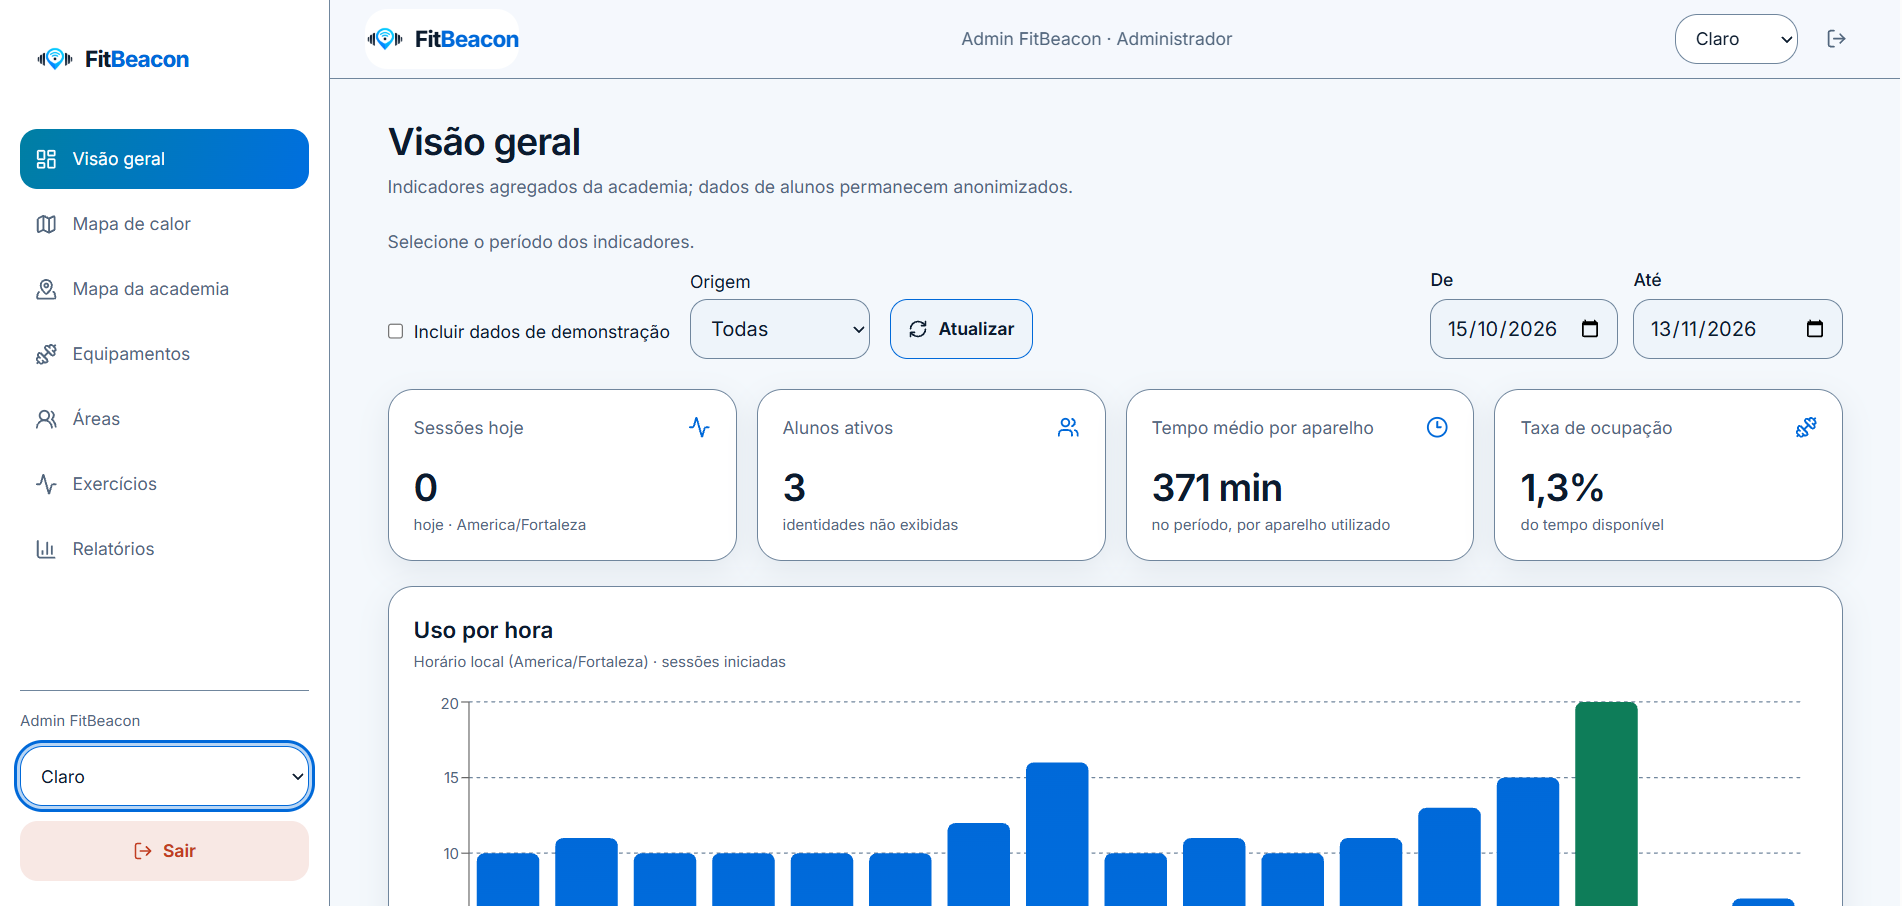 FitBeacon
Visão geral
Mapa de calor
Mapa da academia
Equipamentos
Áreas
Exercícios
Relatórios
Admin FitBeacon
Claro
Sair
FitBeacon
Admin FitBeacon · Administrador
Claro
Visão geral
Indicadores agregados da academia; dados de alunos permanecem anonimizados.
Selecione o período dos indicadores.
Incluir dados de demonstração
Origem
Todas
Atualizar
De
15/10/2026
Até
13/11/2026
Sessões hoje
0
hoje · America/Fortaleza
Alunos ativos
3
identidades não exibidas
Tempo médio por aparelho
371 min
no período, por aparelho utilizado
Taxa de ocupação
1,3%
do tempo disponível
Uso por hora
Horário local (America/Fortaleza) · sessões iniciadas
20
15
10